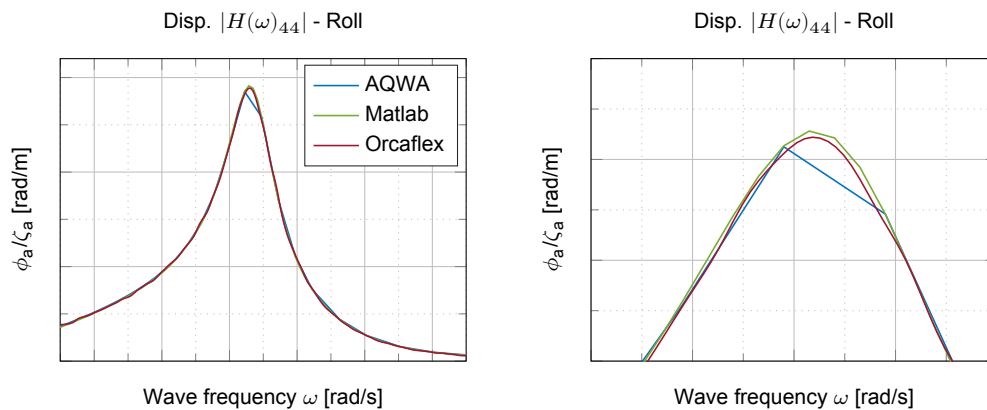 Disp. |H(ω)₄₄| - Roll
AQWA
Matlab
Orcaflex
ϕa/ζa [rad/m]
Wave frequency ω [rad/s]
Disp. |H(ω)₄₄| - Roll
ϕa/ζa [rad/m]
Wave frequency ω [rad/s]